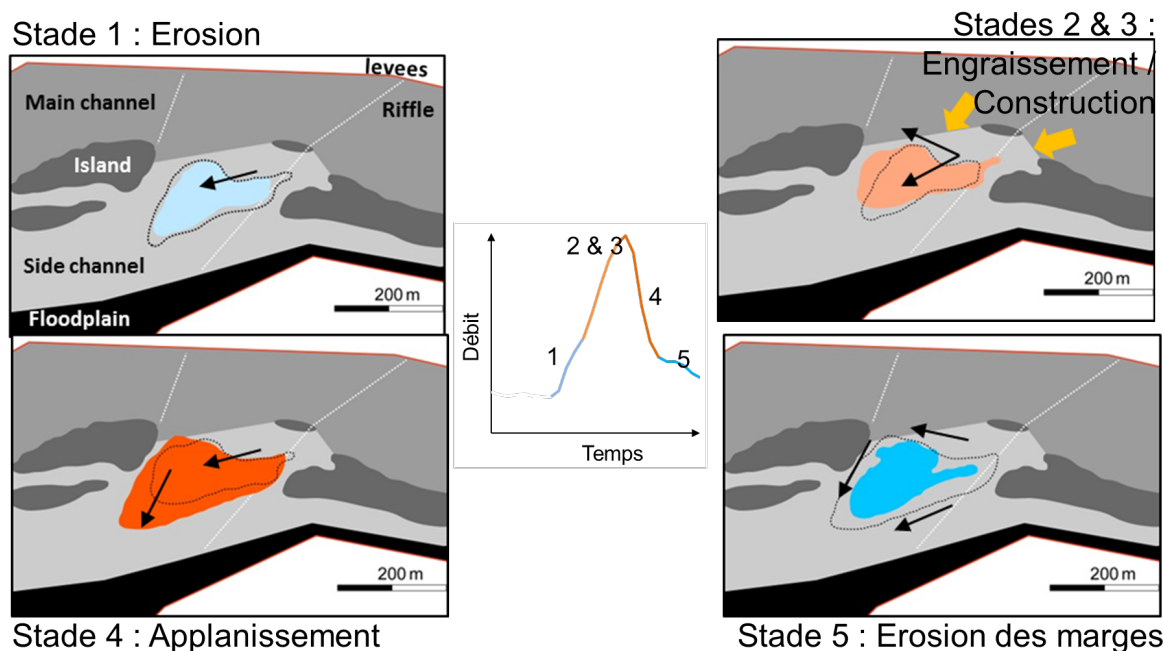 Stade 1 : Erosion
levees
Main channel
Riffle
Island
Side channel
200 m
Floodplain
Stades 2 & 3 :
Engraissement /
Construction
200 m
2 & 3
4
1
5
Débit
Temps
200 m
Stade 4 : Applanissement
200 m
Stade 5 : Erosion des marges